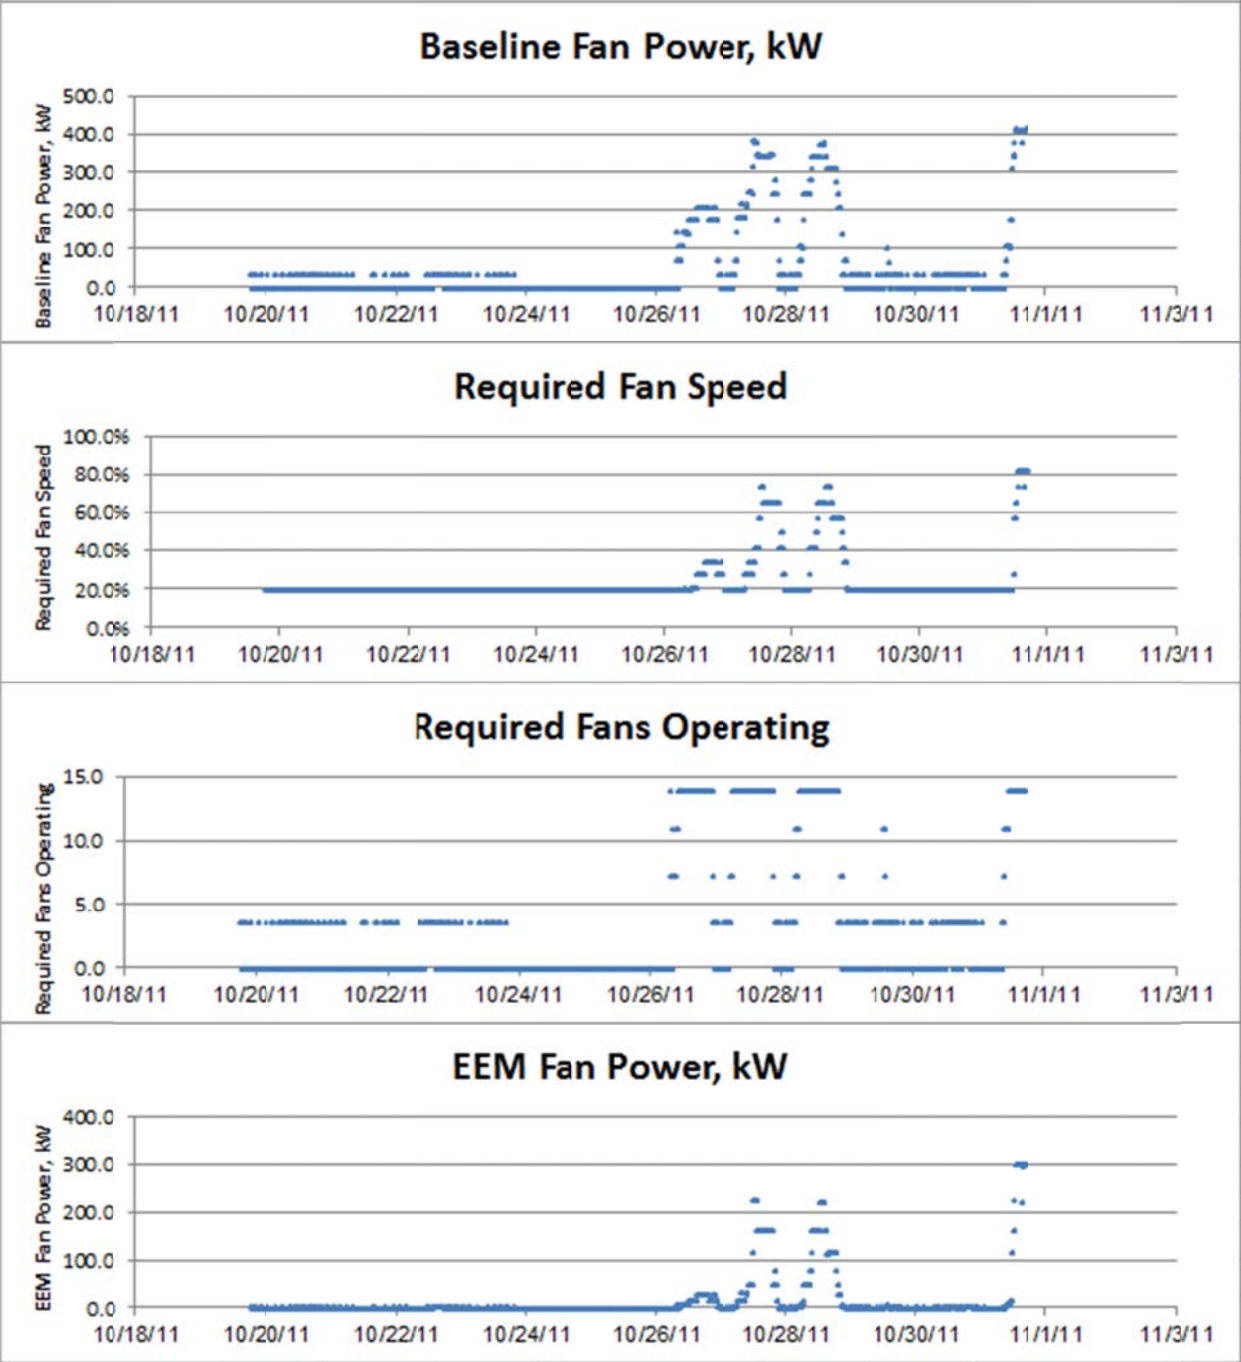 Baseline Fan Power, kW
Baseline Fan Power, kW
500.0
400.0
300.0
200.0
100.0
0.0
10/18/11 10/20/11 10/22/11 10/24/11 10/26/11 10/28/11 10/30/11 11/1/11 11/3/11
Required Fan Speed
Required Fan Speed
100.0%
80.0%
60.0%
40.0%
20.0%
0.0%
10/18/11 10/20/11 10/22/11 10/24/11 10/26/11 10/28/11 10/30/11 11/1/11 11/3/11
Required Fans Operating
Required Fans Operating
15.0
10.0
5.0
0.0
10/18/11 10/20/11 10/22/11 10/24/11 10/26/11 10/28/11 10/30/11 11/1/11 11/3/11
EEM Fan Power, kW
EEM Fan Power, kW
400.0
300.0
200.0
100.0
0.0
10/18/11 10/20/11 10/22/11 10/24/11 10/26/11 10/28/11 10/30/11 11/1/11 11/3/11